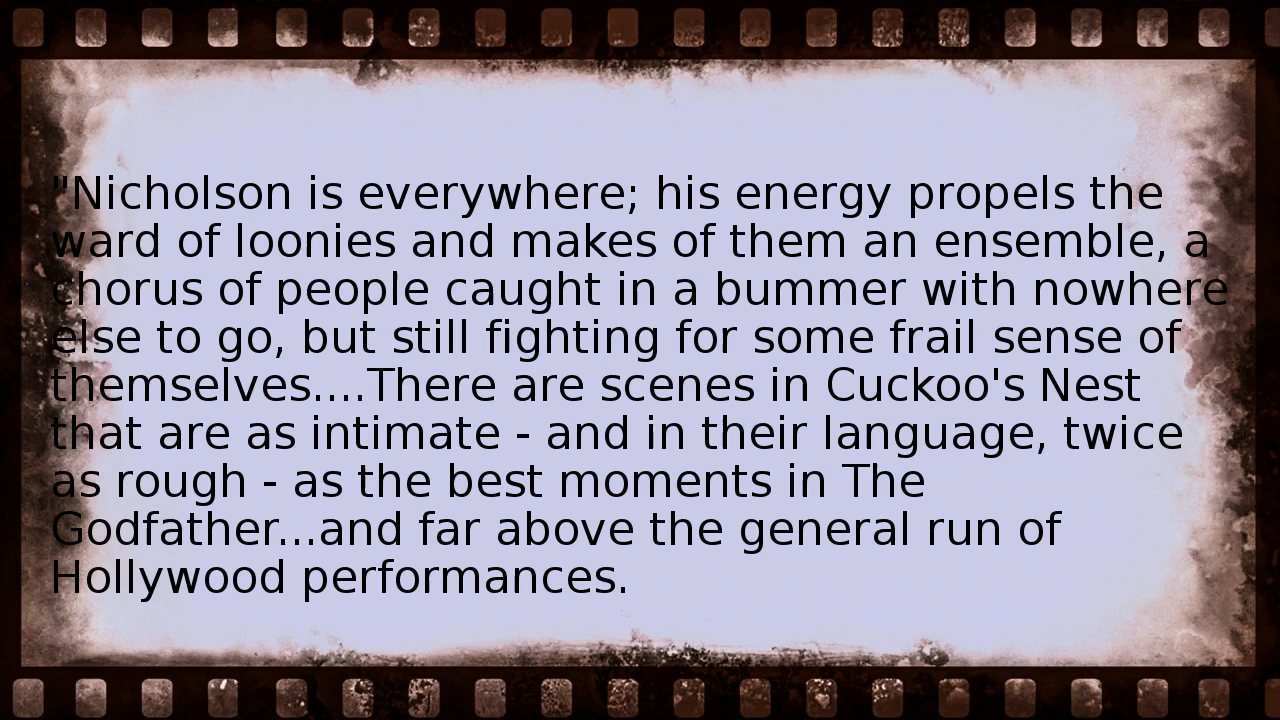 "Nicholson is everywhere; his energy propels the
ward of loonies and makes of them an ensemble, a
chorus of people caught in a bummer with nowhere
else to go, but still fighting for some frail sense of
themselves....There are scenes in Cuckoo's Nest
that are as intimate - and in their language, twice
as rough - as the best moments in The
Godfather...and far above the general run of
Hollywood performances.